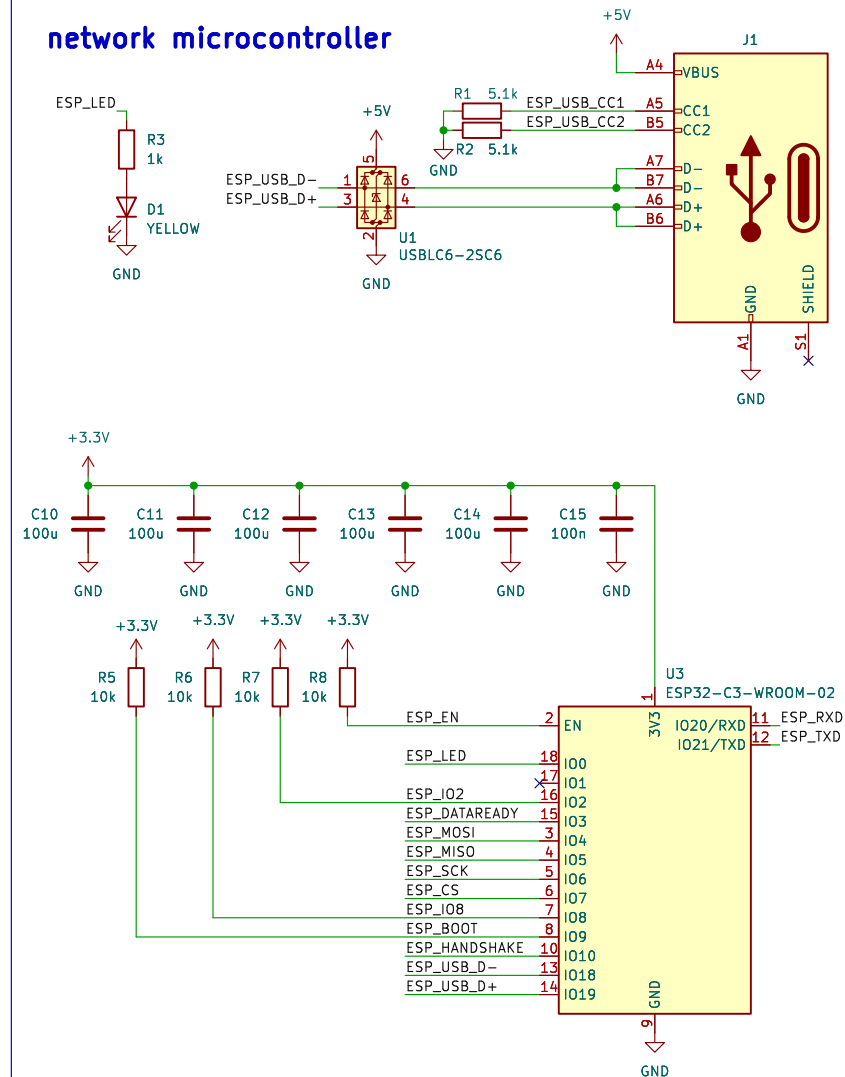 network microcontroller
+5V
J1
A4 VBUS
ESP_LED
R1 5.1k
ESP_USB_CC1
A5 CC1
+5V
ESP_USB_CC2
B5 CC2
R3
1k
R2 5.1k
GND
5
A7 D-
ESP_USB_D-
1
6
B7 D-
ESP_USB_D+
3
4
A6 D+
D1
YELLOW
B6 D+
2
U1
USBLC6-2SC6
GND
GND
GND
SHIELD
A1
S1
GND
+3.3V
C10
100u
C11
100u
C12
100u
C13
100u
C14
100u
C15
100n
GND
GND
GND
GND
GND
GND
+3.3V
+3.3V
+3.3V
+3.3V
R5
10k
R6
10k
R7
10k
R8
10k
U3
ESP32-C3-WROOM-02
1
3V3
ESP_EN
2 EN
IO20/RXD 11
ESP_RXD
IO21/TXD 12
ESP_TXD
ESP_LED
18 IO0
17 IO1
ESP_IO2
16 IO2
ESP_DATAREADY
15 IO3
ESP_MOSI
3 IO4
ESP_MISO
4 IO5
ESP_SCK
5 IO6
ESP_CS
6 IO7
ESP_IO8
7 IO8
ESP_BOOT
8 IO9
ESP_HANDSHAKE
10 IO10
ESP_USB_D-
13 IO18
ESP_USB_D+
14 IO19
GND
9
GND